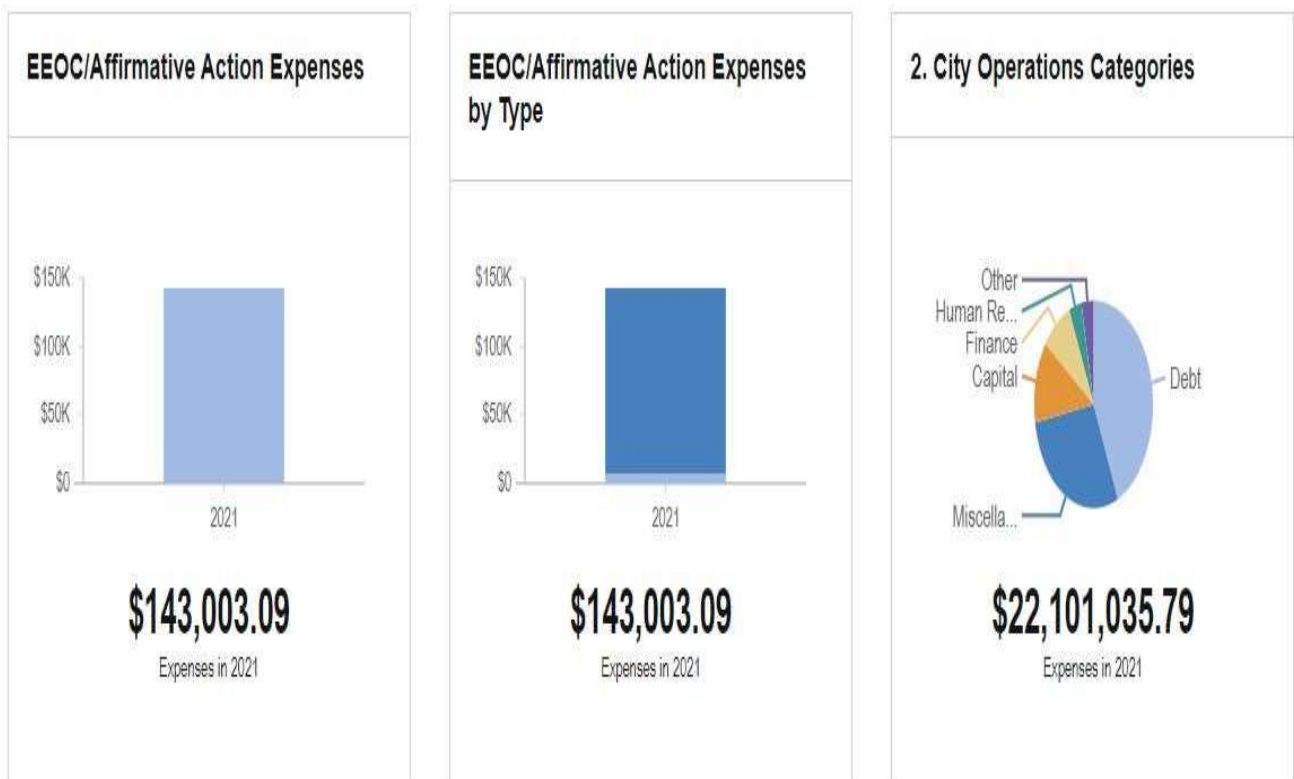 EEOC/Affirmative Action Expenses
$150K
$100K
$50K
$0
2021
$143,003.09
Expenses in 2021
EEOC/Affirmative Action Expenses
by Type
$150K
$100K
$50K
$0
2021
$143,003.09
Expenses in 2021
2. City Operations Categories
Other
Human Re...
Finance
Capital
Debt
Miscella...
$22,101,035.79
Expenses in 2021